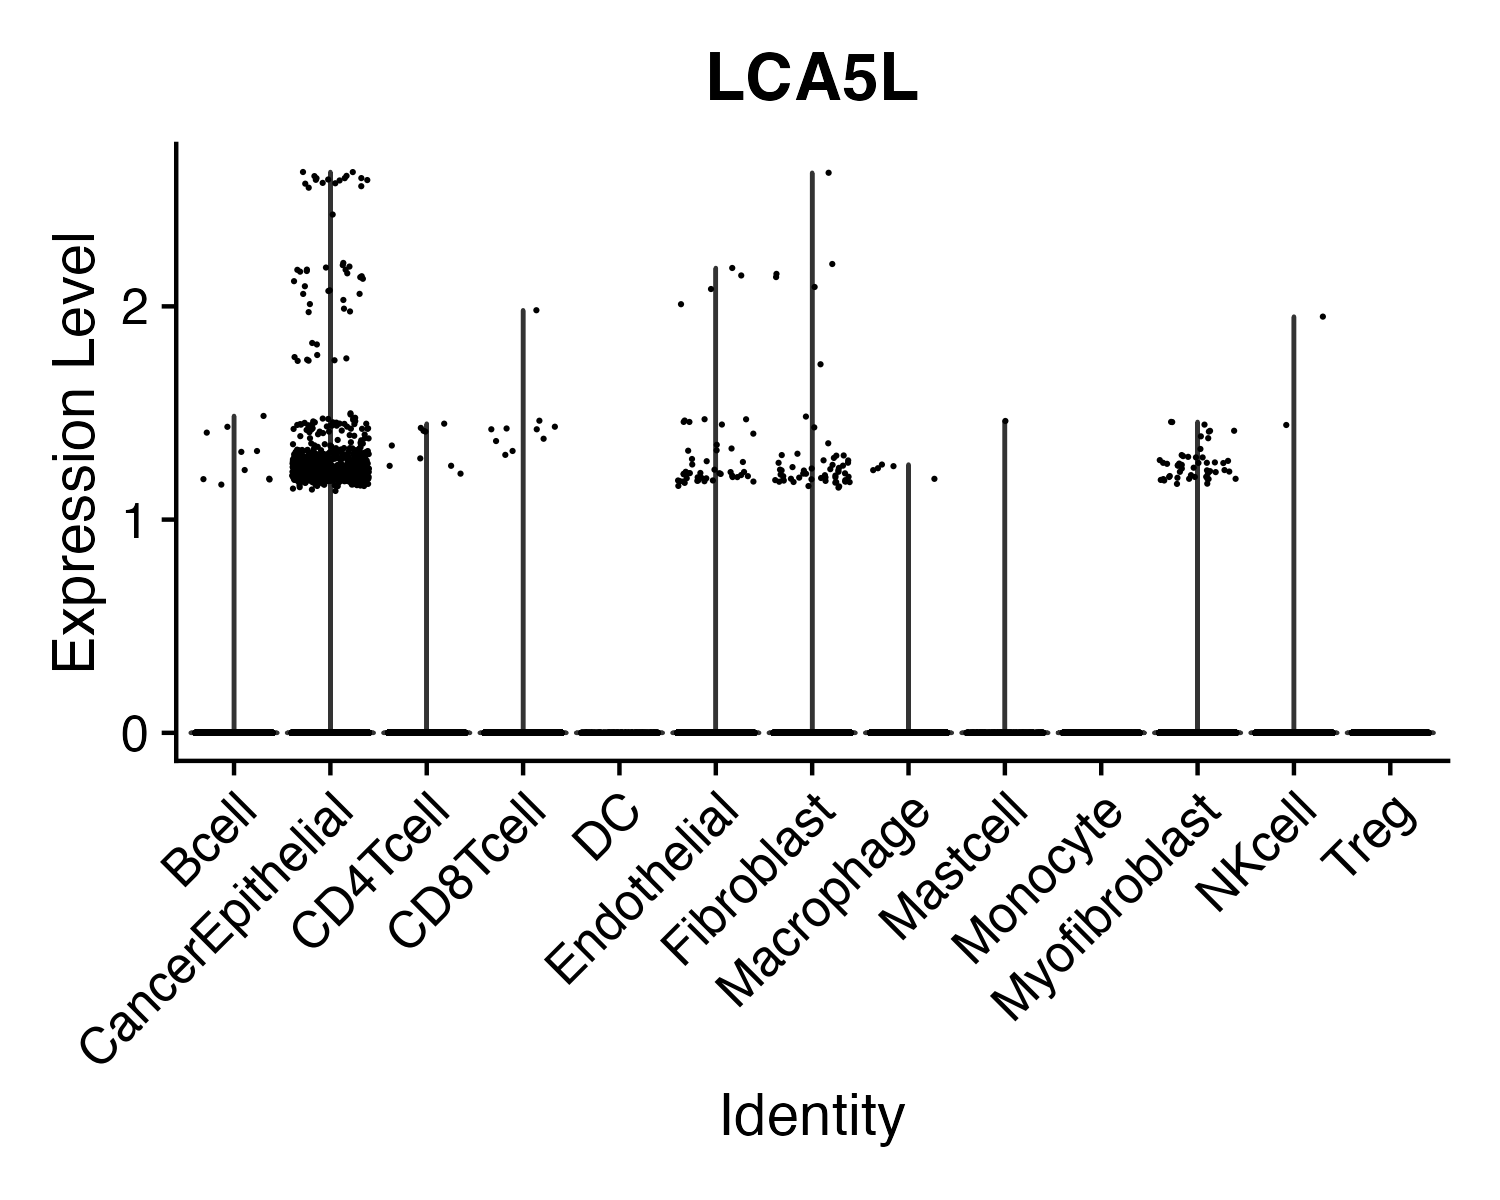 LCA5L
Expression Level
2
1
0
Bcell
CancerEpithelial
CD4Tcell
CD8Tcell
DC
Endothelial
Fibroblast
Macrophage
Mastcell
Monocyte
Myofibroblast
NKcell
Treg
Identity